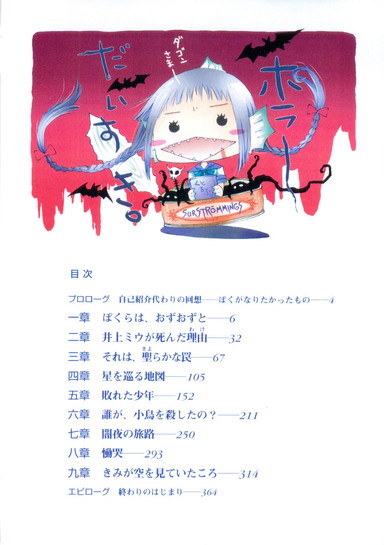 ホラー
だいすき。
ダゴン
さまー
SURSTRÖMMINGS
目次
プロローグ 自己紹介代わりの回想――ぼくがなりたかったもの――4
一章 ぼくらは、おずおずと――6
二章 井上ミウが死んだ理由――32
わけ
三章 それは、聖らかな罠――67
きよ
四章 星を巡る地図――105
五章 敗れた少年――152
六章 誰が、小鳥を殺したの?――211
七章 闇夜の旅路――250
八章 慟哭――293
九章 きみが空を見ていたころ――314
エピローグ 終わりのはじまり――364